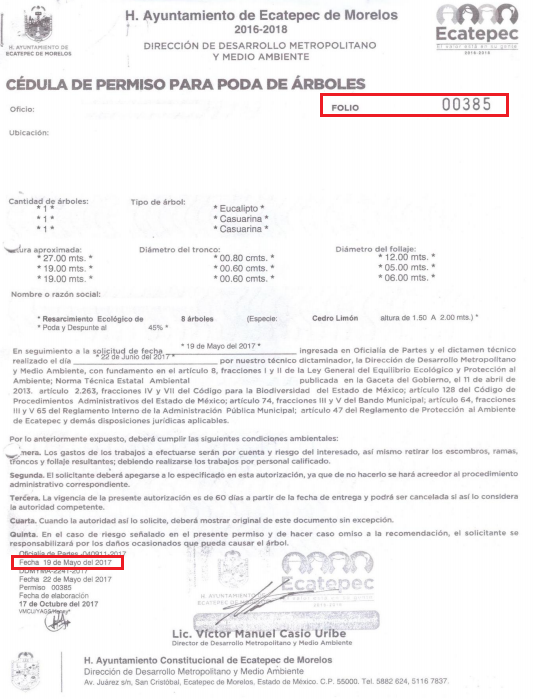 H. Ayuntamiento de Ecatepec de Morelos
2016-2018
DIRECCIÓN DE DESARROLLO METROPOLITANO
Y MEDIO AMBIENTE
H. AYUNTAMIENTO DE
ECATEPEC DE MORELOS
Ecatepec
2016-2018
CÉDULA DE PERMISO PARA PODA DE ÁRBOLES
Oficio:
FOLIO 00385
Ubicación:
Cantidad de árboles: Tipo de árbol:
* 1 * * Eucalipto *
* 1 * * Casuarina *
* 1 * * Casuarina *
tura aproximada: Diámetro del tronco: Diámetro del follaje:
* 27.00 mts. * * 00.80 cmts. * * 12.00 mts. *
* 19.00 mts. * * 00.60 cmts. * * 05.00 mts. *
* 19.00 mts. * * 00.60 cmts. * * 06.00 mts. *
Nombre o razón social:
* Resarcimiento Ecológico de 8 árboles (Especie: Cedro Limón altura de 1.50 A 2.00 mts.) *
* Poda y Despunte al 45% *
En seguimiento a la solicitud de fecha * 19 de Mayo del 2017 * ingresada en Oficialía de Partes y el dictamen técnico
realizado el día * 22 de Junio del 2017 * por nuestro técnico dictaminador, la Dirección de Desarrollo Metropolitano
y Medio Ambiente, con fundamento en el artículo 8, fracciones I y II de la Ley General del Equilibrio Ecológico y Protección al
Ambiente; Norma Técnica Estatal Ambiental publicada en la Gaceta del Gobierno, el 11 de abril de
2013. artículo 2.263, fracciones IV y VII del Código para la Biodiversidad del Estado de México; artículo 128 del Código de
Procedimientos Administrativos del Estado de México; artículo 74, fracciones III y V del Bando Municipal; artículo 64, fracciones
III y V 65 del Reglamento Interno de la Administración Pública Municipal; artículo 47 del Reglamento de Protección al Ambiente
de Ecatepec y demás disposiciones jurídicas aplicables.
Por lo anteriormente expuesto, deberá cumplir las siguientes condiciones ambientales:
mera. Los gastos de los trabajos a efectuarse serán por cuenta y riesgo del interesado, así mismo retirar los escombros, ramas,
troncos y follaje resultantes; debiendo realizarse los trabajos por personal calificado.
Segunda. El solicitante deberá apegarse a lo especificado en esta autorización, ya que de no hacerlo se hará acreedor al procedimiento
administrativo correspondiente.
Tercera. La vigencia de la presente autorización es de 60 días a partir de la fecha de entrega y podrá ser cancelada si así lo considera
la autoridad competente.
Cuarta. Cuando la autoridad así lo solicite, deberá mostrar original de este documento sin excepción.
Quinta. En el caso de riesgo señalado en el presente permiso y de hacer caso omiso a la recomendación, el solicitante se
responsabilizará por los daños ocasionados que pueda causar el árbol.
Oficialía de Partes -040911-2017
Fecha 19 de Mayo del 2017
DDMYMA-2241-2017
Fecha 22 de Mayo del 2017
Permiso 00385
Fecha de elaboración
17 de Octubre del 2017
H. AYUNTAMIENTO DE
ECATEPEC DE MORELOS
Ecatepec
2016-2018
Lic. Víctor Manuel Casio Uribe
Director de Desarrollo Metropolitano y Medio Ambiente
H. Ayuntamiento Constitucional de Ecatepec de Morelos
Dirección de Desarrollo Metropolitano y Medio Ambiente
Av. Juárez s/n, San Cristóbal, Ecatepec de Morelos, Estado de México. C.P. 55000. Tel. 5882 624, 5116 7837.